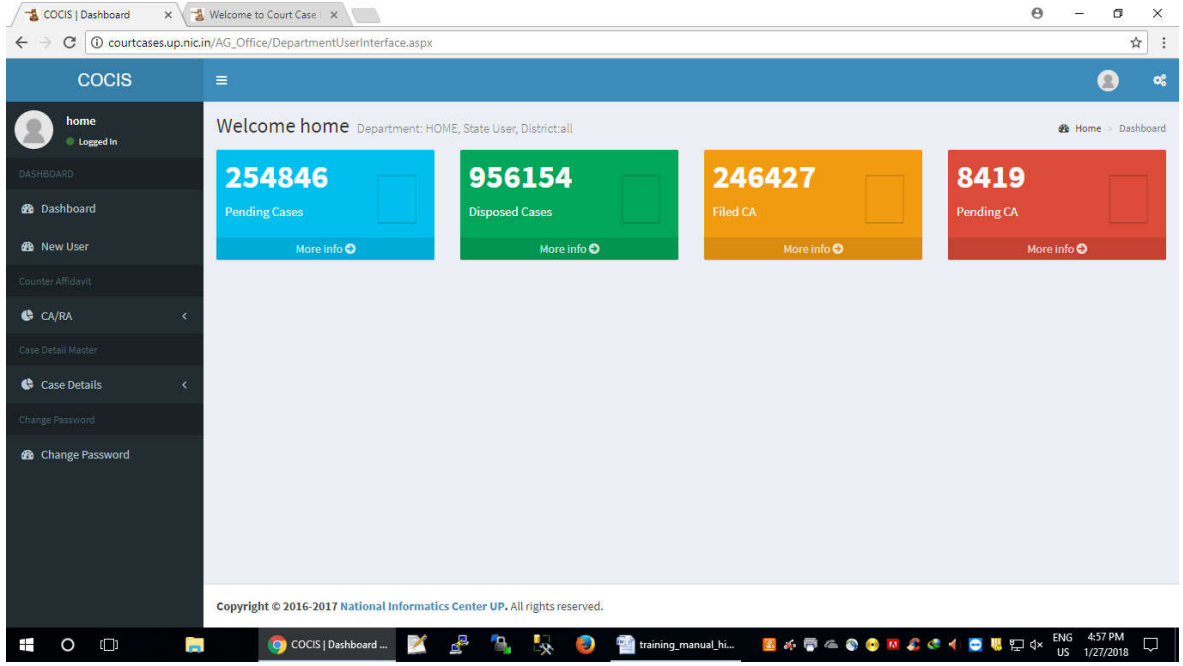 COCIS | Dashboard
Welcome to Court Case
courtcases.up.nic.in/AG_Office/DepartmentUserInterface.aspx
COCIS
home
Logged In
Welcome home Department: HOME, State User, District:all
Home > Dashboard
DASHBOARD
Dashboard
New User
Counter Affidavit
CA/RA
Case Detail Master
Case Details
Change Password
Change Password
254846
Pending Cases
More info
956154
Disposed Cases
More info
246427
Filed CA
More info
8419
Pending CA
More info
Copyright © 2016-2017 National Informatics Center UP. All rights reserved.
COCIS | Dashboard ...
training_manual_hi...
ENG
US
4:57 PM
1/27/2018